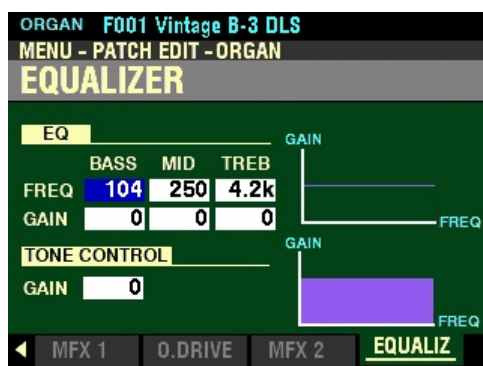 ORGAN F001 Vintage B-3 DLS
MENU - PATCH EDIT - ORGAN
EQUALIZER
EQ
BASS MID TREB
FREQ 104 250 4.2k
GAIN 0 0 0
GAIN
FREQ
TONE CONTROL
GAIN 0
GAIN
FREQ
MFX 1 O.DRIVE MFX 2 EQUALIZ